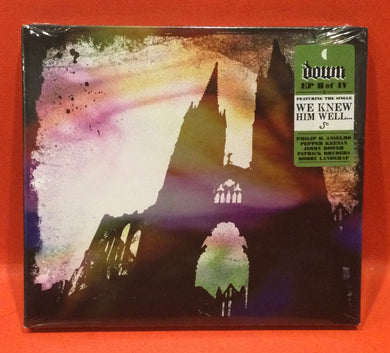 down
EP II of IV
FEATURING THE SINGLE
WE KNEW
HIM WELL...
PHILIP H. ANSELMO
PEPPER KEENAN
JIMMY BOWER
PATRICK BRUDERS
BOBBY LANDGRAF